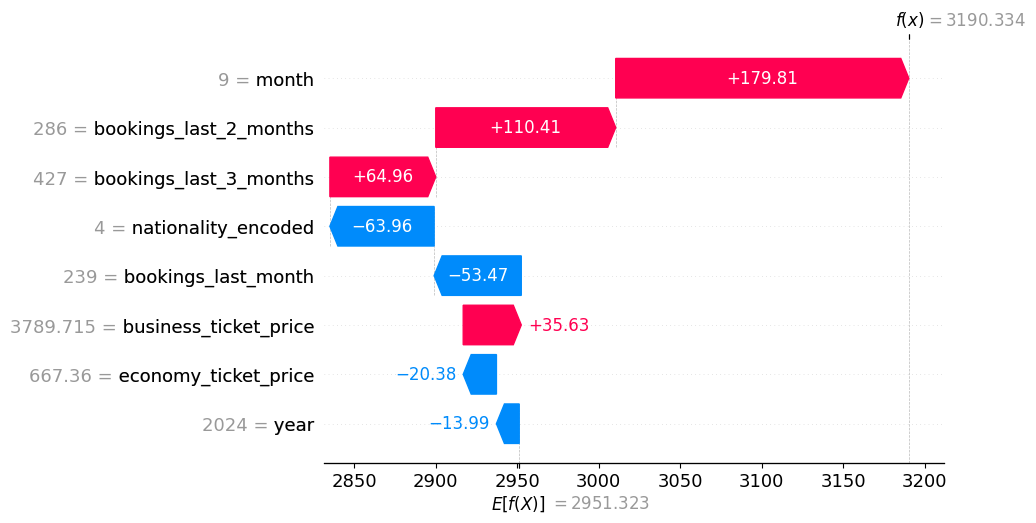 f(x) = 3190.334
9 = month
+179.81
286 = bookings_last_2_months
+110.41
427 = bookings_last_3_months
+64.96
4 = nationality_encoded
−63.96
239 = bookings_last_month
−53.47
3789.715 = business_ticket_price
+35.63
667.36 = economy_ticket_price
−20.38
2024 = year
−13.99
2850 2900 2950 3000 3050 3100 3150 3200
E[f(X)] = 2951.323